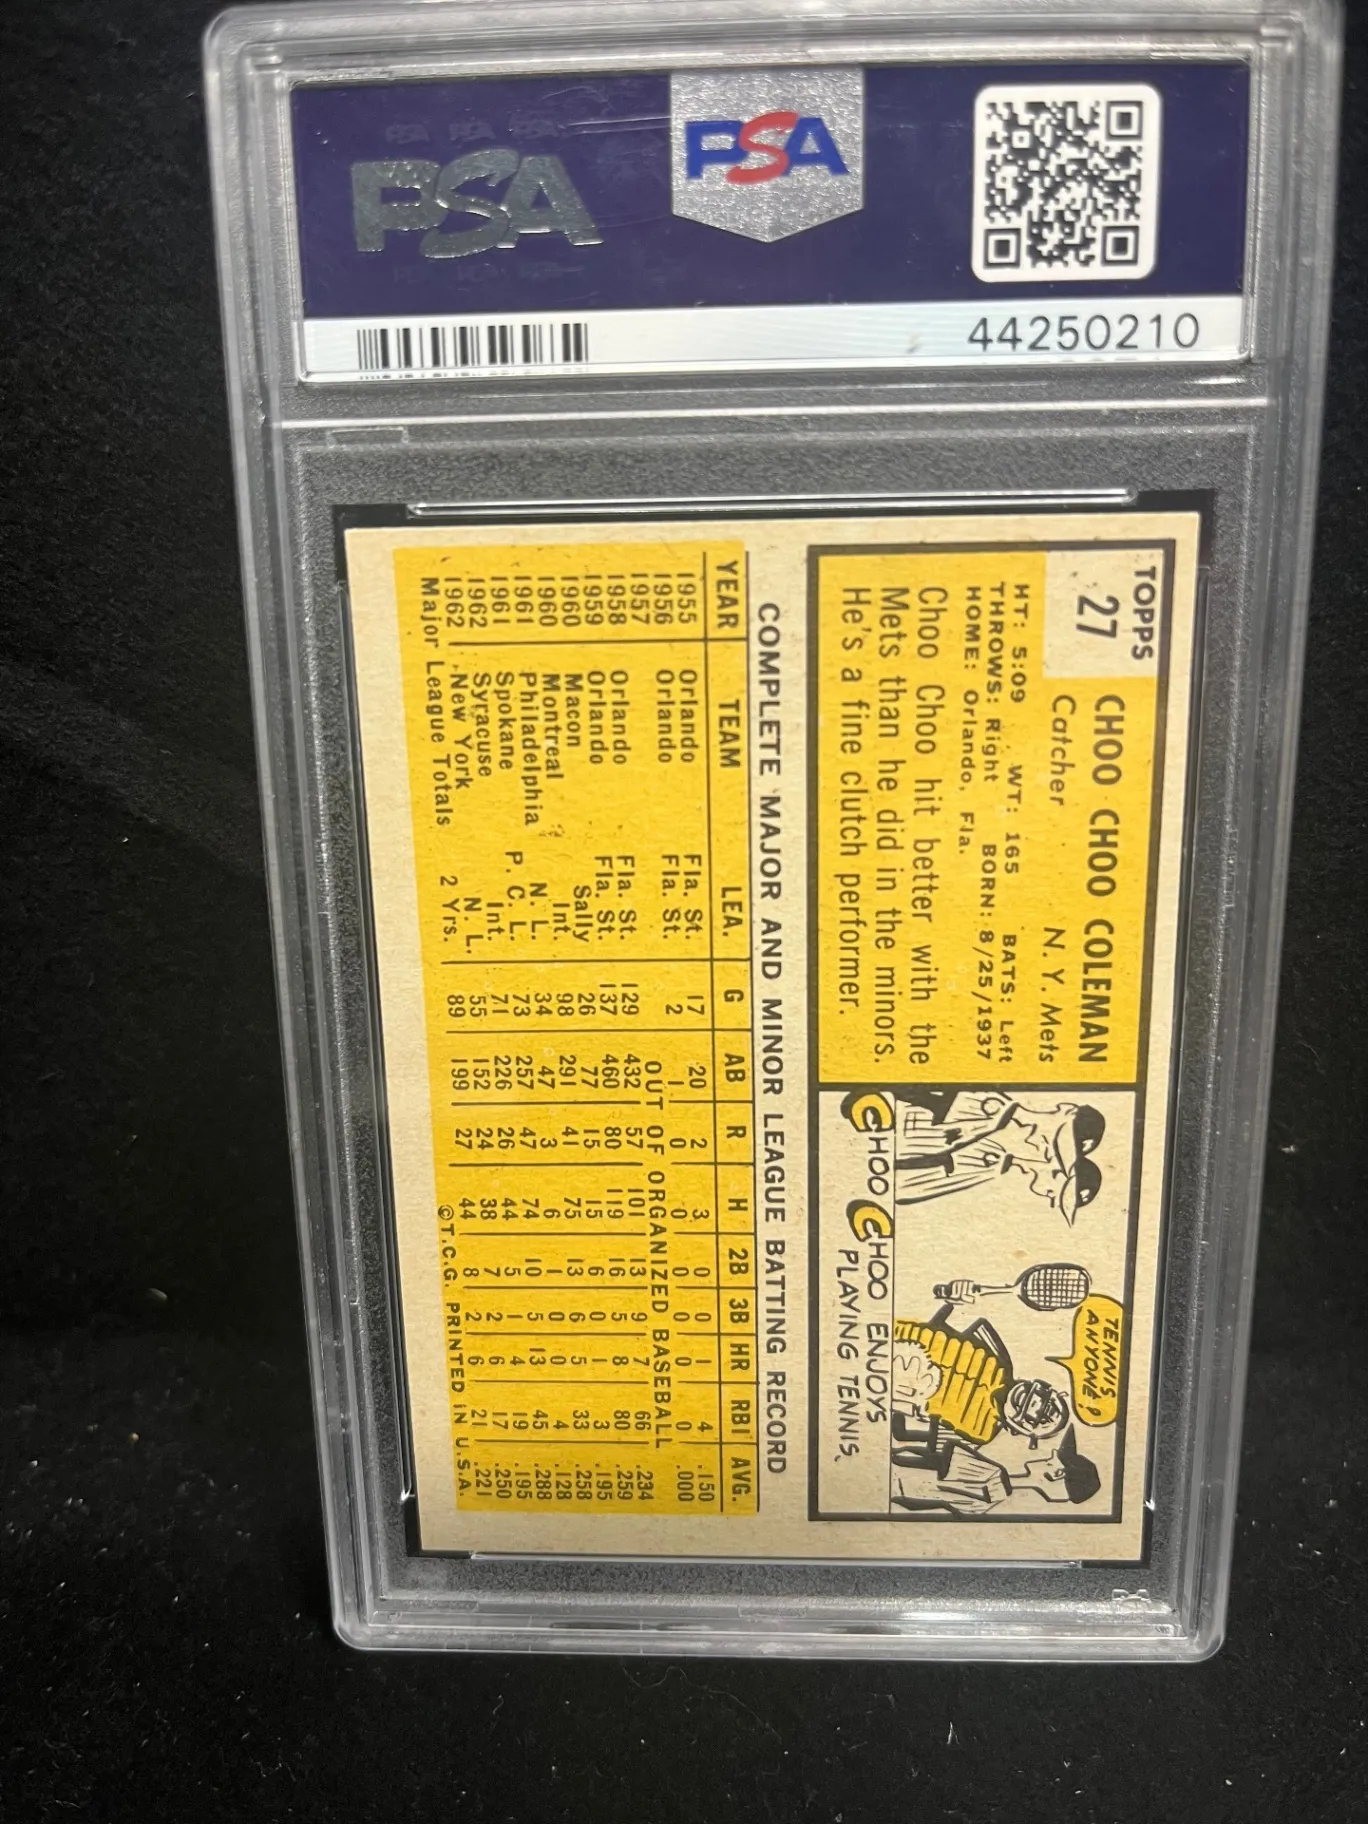 PSA PSA PSA
PSA
PSA
PSA PSA PSA
44250210
TOPPS
27
CHOO CHOO COLEMAN
Catcher N. Y. Mets
HT: 5:09 WT: 165 BATS: Left
THROWS: Right BORN: 8/25/1937
HOME: Orlando, Fla.
Choo Choo hit better with the
Mets than he did in the minors.
He's a fine clutch performer.
TENNIS
ANYONE?
CHOO CHOO ENJOYS
PLAYING TENNIS.
COMPLETE MAJOR AND MINOR LEAGUE BATTING RECORD
YEAR TEAM LEA. G AB R H 2B 3B HR RBI AVG.
1955 Orlando Fla. St. 17 20 2 3 0 0 1 4 .150
1956 Orlando Fla. St. 2 1 0 0 0 0 0 0 .000
1957 OUT OF ORGANIZED BASEBALL
1958 Orlando Fla. St. 129 432 57 101 13 9 7 66 .234
1959 Orlando Fla. St. 137 460 80 119 16 5 8 80 .259
1960 Macon Sally 26 77 15 15 6 0 1 3 .195
1960 Montreal Int. 98 291 41 75 13 6 5 33 .258
1961 Philadelphia N. L. 34 47 3 6 1 0 0 4 .128
1961 Spokane P. C. L. 73 257 47 74 10 5 13 45 .288
1962 Syracuse Int. 71 226 26 44 5 1 4 19 .195
1962 New York N. L. 55 152 24 38 7 2 6 17 .250
Major League Totals 2 Yrs. 89 199 27 44 8 2 6 21 .221
©T.C.G. PRINTED IN U.S.A.